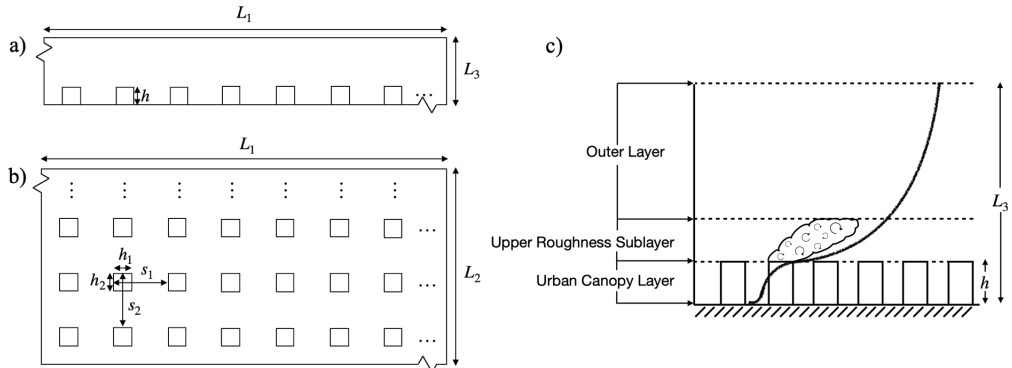 a)
L₁
h
L₃
b)
L₁
⋮ ⋮ ⋮ ⋮ ⋮ ⋮ ⋮
h₁
h₂
s₁
s₂
L₂
...
...
...
...
c)
Outer Layer
Upper Roughness Sublayer
Urban Canopy Layer
L₃
h